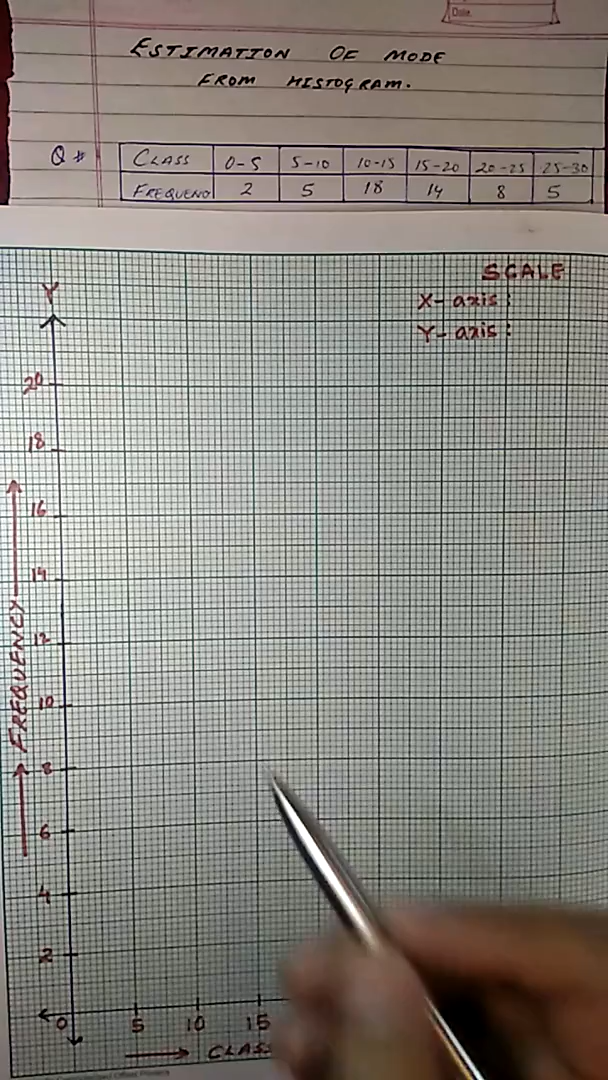 Date
ESTIMATION OF MODE
FROM HISTOGRAM.
Q #
CLASS 0-5 5-10 10-15 15-20 20-25 25-30
FREQUENC 2 5 18 14 8 5
SCALE
X- axis :
Y- axis :
Y
20
18
16
14
12
10
8
6
4
2
FREQUENCY
0 5 10 15
CLASS